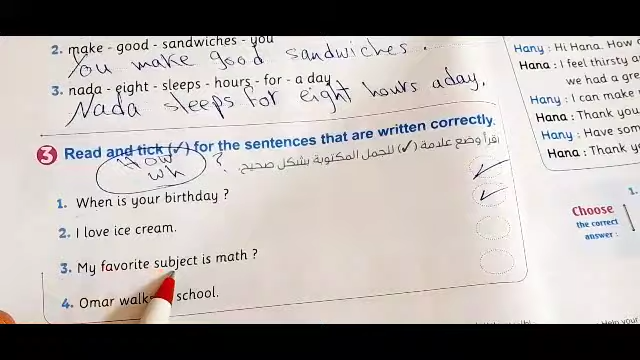 2. make - good - sandwiches - you
You make good sandwiches.
3. nada - eight - sleeps - hours - for - a day
Nada sleeps for eight hours aday.
3 Read and tick (✓) for the sentences that are written correctly.
اقرأ وضع علامة (✓) للجمل المكتوبة بشكل صحيح.
How
wh
?
1. When is your birthday ?
2. I love ice cream.
3. My favorite subject is math ?
4. Omar school.
Hany : Hi Hana. How
Hana : I feel thirsty
we had a grea
Hany : I can make
Hana : Thank you
Hany : Have som
Hana : Thank
1.
Choose
the correct
answer :